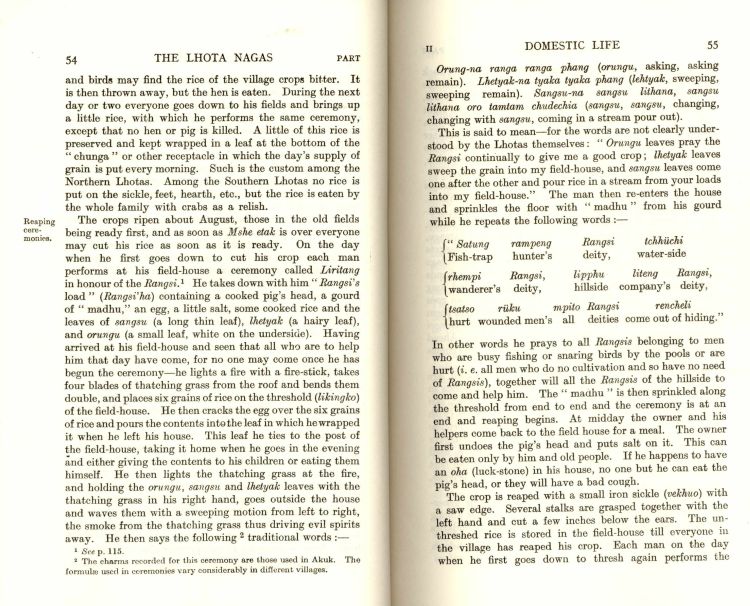 54 THE LHOTA NAGAS PART
and birds may find the rice of the village crops bitter. It
is then thrown away, but the hen is eaten. During the next
day or two everyone goes down to his fields and brings up
a little rice, with which he performs the same ceremony,
except that no hen or pig is killed. A little of this rice is
preserved and kept wrapped in a leaf at the bottom of the
“ chunga ” or other receptacle in which the day's supply of
grain is put every morning. Such is the custom among the
Northern Lhotas. Among the Southern Lhotas no rice is
put on the sickle, feet, hearth, etc., but the rice is eaten by
the whole family with crabs as a relish.
Reaping
cere-
monies.
The crops ripen about August, those in the old fields
being ready first, and as soon as Mshe etak is over everyone
may cut his rice as soon as it is ready. On the day
when he first goes down to cut his crop each man
performs at his field-house a ceremony called Liritang
in honour of the Rangsi.¹ He takes down with him “ Rangsi's
load ” (Rangsi'ha) containing a cooked pig's head, a gourd
of “ madhu,” an egg, a little salt, some cooked rice and the
leaves of sangsu (a long thin leaf), lhetyak (a hairy leaf),
and orungu (a small leaf, white on the underside). Having
arrived at his field-house and seen that all who are to help
him that day have come, for no one may come once he has
begun the ceremony—he lights a fire with a fire-stick, takes
four blades of thatching grass from the roof and bends them
double, and places six grains of rice on the threshold (likingko)
of the field-house. He then cracks the egg over the six grains
of rice and pours the contents into the leaf in which he wrapped
it when he left his house. This leaf he ties to the post of
the field-house, taking it home when he goes in the evening
and either giving the contents to his children or eating them
himself. He then lights the thatching grass at the fire,
and holding the orungu, sangsu and lhetyak leaves with the
thatching grass in his right hand, goes outside the house
and waves them with a sweeping motion from left to right,
the smoke from the thatching grass thus driving evil spirits
away. He then says the following ² traditional words :—
¹ See p. 115.
² The charms recorded for this ceremony are those used in Akuk. The
formulæ used in ceremonies vary considerably in different villages.
II DOMESTIC LIFE 55
Orung-na ranga ranga phang (orungu, asking, asking
remain). Lhetyak-na tyaka tyaka phang (lehtyak, sweeping,
sweeping remain). Sangsu-na sangsu lithana, sangsu
lithana oro tamtam chudechia (sangsu, sangsu, changing,
changing with sangsu, coming in a stream pour out).
This is said to mean—for the words are not clearly under-
stood by the Lhotas themselves : “ Orungu leaves pray the
Rangsi continually to give me a good crop ; lhetyak leaves
sweep the grain into my field-house, and sangsu leaves come
one after the other and pour rice in a stream from your loads
into my field-house.” The man then re-enters the house
and sprinkles the floor with “ madhu ” from his gourd
while he repeats the following words :—
“ Satung rampeng Rangsi tchhüchi
Fish-trap hunter's deity, water-side
rhempi Rangsi, lipphu liteng Rangsi,
wanderer's deity, hillside company's deity,
tsatso rüku mpito Rangsi rencheli
hurt wounded men's all deities come out of hiding.”
In other words he prays to all Rangsis belonging to men
who are busy fishing or snaring birds by the pools or are
hurt (i. e. all men who do no cultivation and so have no need
of Rangsis), together will all the Rangsis of the hillside to
come and help him. The “ madhu ” is then sprinkled along
the threshold from end to end and the ceremony is at an
end and reaping begins. At midday the owner and his
helpers come back to the field house for a meal. The owner
first undoes the pig's head and puts salt on it. This can
be eaten only by him and old people. If he happens to have
an oha (luck-stone) in his house, no one but he can eat the
pig's head, or they will have a bad cough.
The crop is reaped with a small iron sickle (vekhuo) with
a saw edge. Several stalks are grasped together with the
left hand and cut a few inches below the ears. The un-
threshed rice is stored in the field-house till everyone in
the village has reaped his crop. Each man on the day
when he first goes down to thresh again performs the